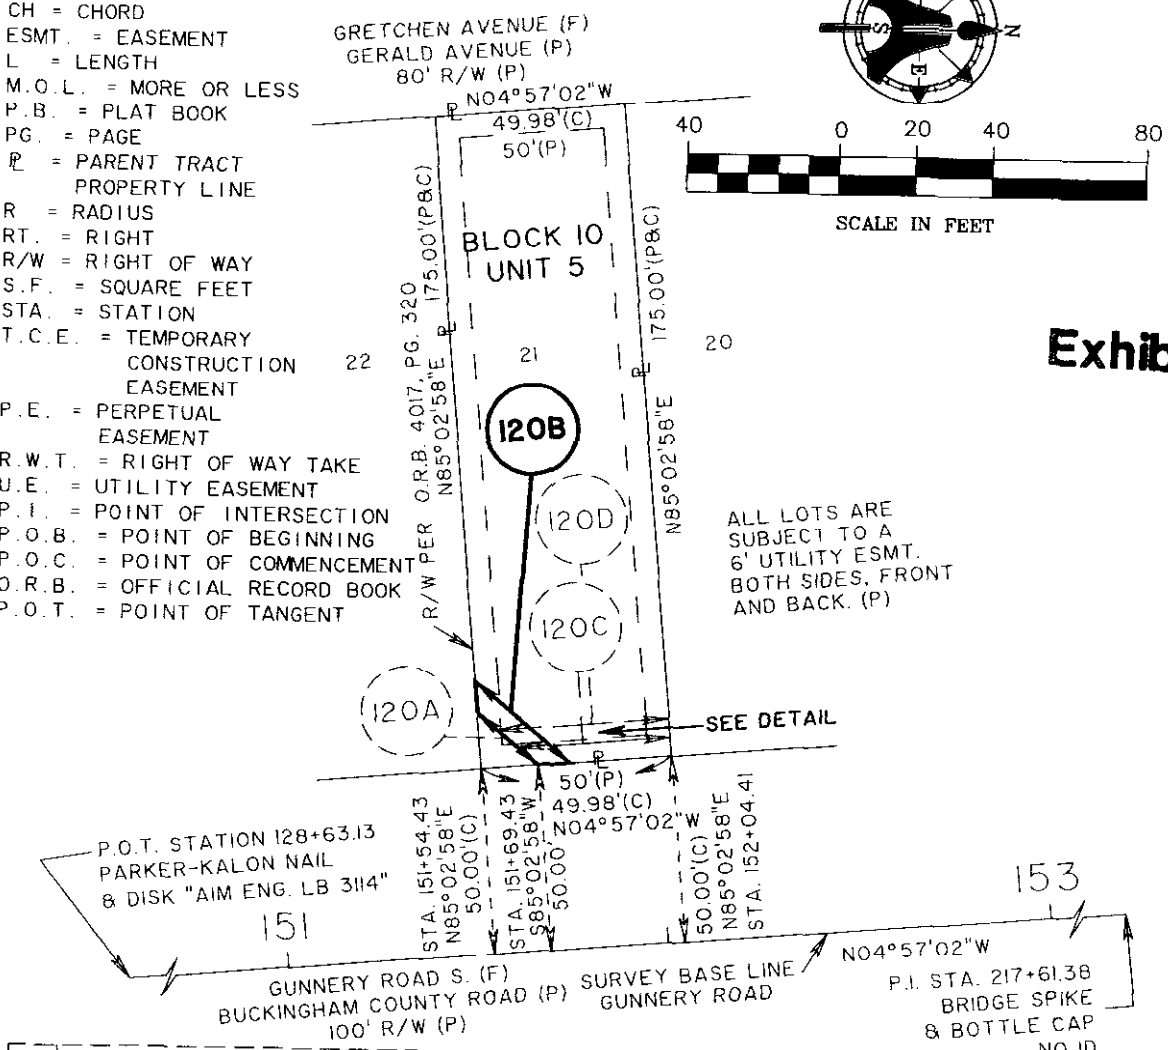 CH = CHORD
ESMT. = EASEMENT
L = LENGTH
M.O.L. = MORE OR LESS
P.B. = PLAT BOOK
PG. = PAGE
PL = PARENT TRACT
PROPERTY LINE
R = RADIUS
RT. = RIGHT
R/W = RIGHT OF WAY
S.F. = SQUARE FEET
STA. = STATION
T.C.E. = TEMPORARY
CONSTRUCTION
EASEMENT
P.E. = PERPETUAL
EASEMENT
R.W.T. = RIGHT OF WAY TAKE
U.E. = UTILITY EASEMENT
P.I. = POINT OF INTERSECTION
P.O.B. = POINT OF BEGINNING
P.O.C. = POINT OF COMMENCEMENT
O.R.B. = OFFICIAL RECORD BOOK
P.O.T. = POINT OF TANGENT
GRETCHEN AVENUE (F)
GERALD AVENUE (P)
80' R/W (P)
PL
N04°57'02"W
49.98'(C)
50'(P)
S
N
E
40 0 20 40 80
SCALE IN FEET
BLOCK 10
UNIT 5
175.00'(P&C)
N85°02'58"E
PL
R/W PER O.R.B. 4017, PG. 320
175.00'(P&C)
PL
N85°02'58"E
22
21
20
Exhib
120B
120D
120C
120A
ALL LOTS ARE
SUBJECT TO A
6' UTILITY ESMT.
BOTH SIDES, FRONT
AND BACK. (P)
SEE DETAIL
PL
50'(P)
49.98'(C)
N04°57'02"W
STA. 151+54.43
N85°02'58"E
50.00'(C)
STA. 151+69.43
S85°02'58"W
50.00'
50.00'(C)
N85°02'58"E
STA. 152+04.41
P.O.T. STATION 128+63.13
PARKER-KALON NAIL
& DISK "AIM ENG. LB 3114"
151
153
GUNNERY ROAD S. (F)
BUCKINGHAM COUNTY ROAD (P)
100' R/W (P)
SURVEY BASE LINE
GUNNERY ROAD
N04°57'02"W
P.I. STA. 217+61.38
BRIDGE SPIKE
& BOTTLE CAP
NO ID